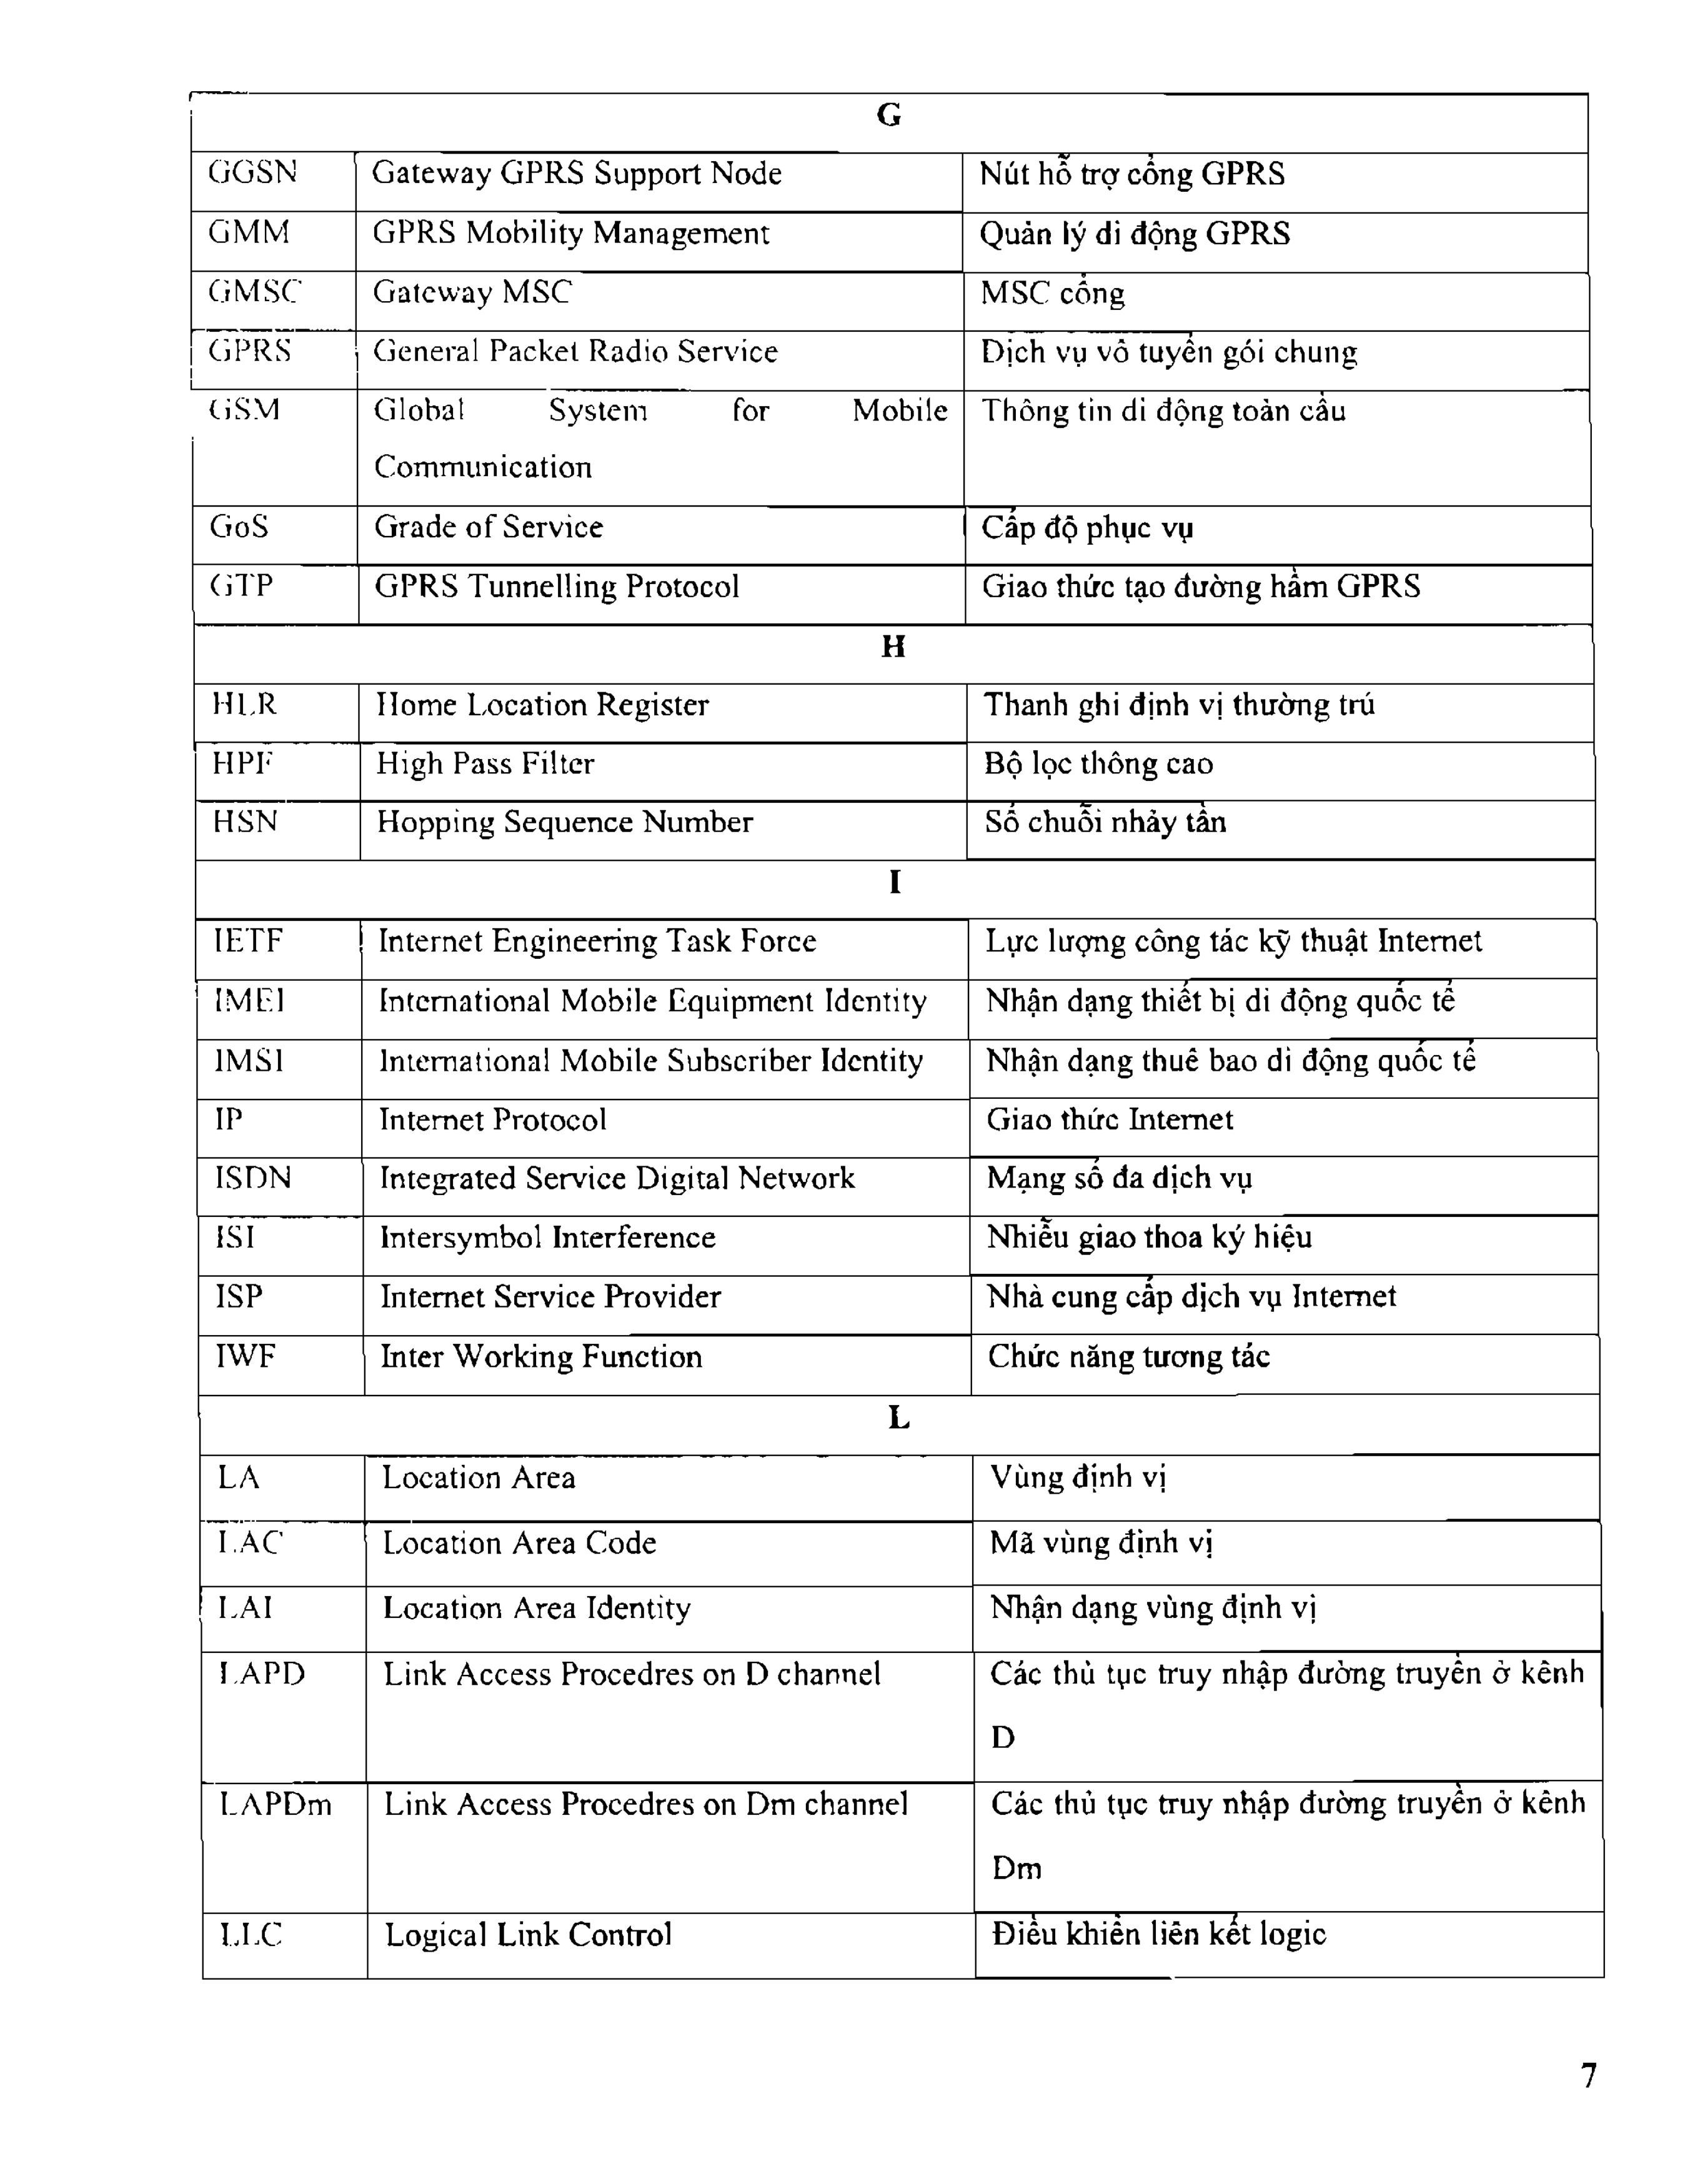 G
GGSN Gateway GPRS Support Node Nút hỗ trợ cổng GPRS
GMM GPRS Mobility Management Quản lý di động GPRS
GMSC Gateway MSC MSC cổng
GPRS General Packet Radio Service Dịch vụ vô tuyến gói chung
GSM Global System for Mobile Thông tin di động toàn cầu
Communication
GoS Grade of Service Cấp độ phục vụ
GTP GPRS Tunnelling Protocol Giao thức tạo đường hầm GPRS
H
HLR Home Location Register Thanh ghi định vị thường trú
HPF High Pass Filter Bộ lọc thông cao
HSN Hopping Sequence Number Số chuỗi nhảy tần
I
IETF Internet Engineering Task Force Lực lượng công tác kỹ thuật Internet
IMEI International Mobile Equipment Identity Nhận dạng thiết bị di động quốc tế
IMSI International Mobile Subscriber Identity Nhận dạng thuê bao di động quốc tế
IP Internet Protocol Giao thức Internet
ISDN Integrated Service Digital Network Mạng số đa dịch vụ
ISI Intersymbol Interference Nhiễu giao thoa ký hiệu
ISP Internet Service Provider Nhà cung cấp dịch vụ Internet
IWF Inter Working Function Chức năng tương tác
L
LA Location Area Vùng định vị
LAC Location Area Code Mã vùng định vị
LAI Location Area Identity Nhận dạng vùng định vị
LAPD Link Access Procedres on D channel Các thủ tục truy nhập đường truyền ở kênh
D
LAPDm Link Access Procedres on Dm channel Các thủ tục truy nhập đường truyền ở kênh
Dm
LLC Logical Link Control Điều khiển liên kết logic
7